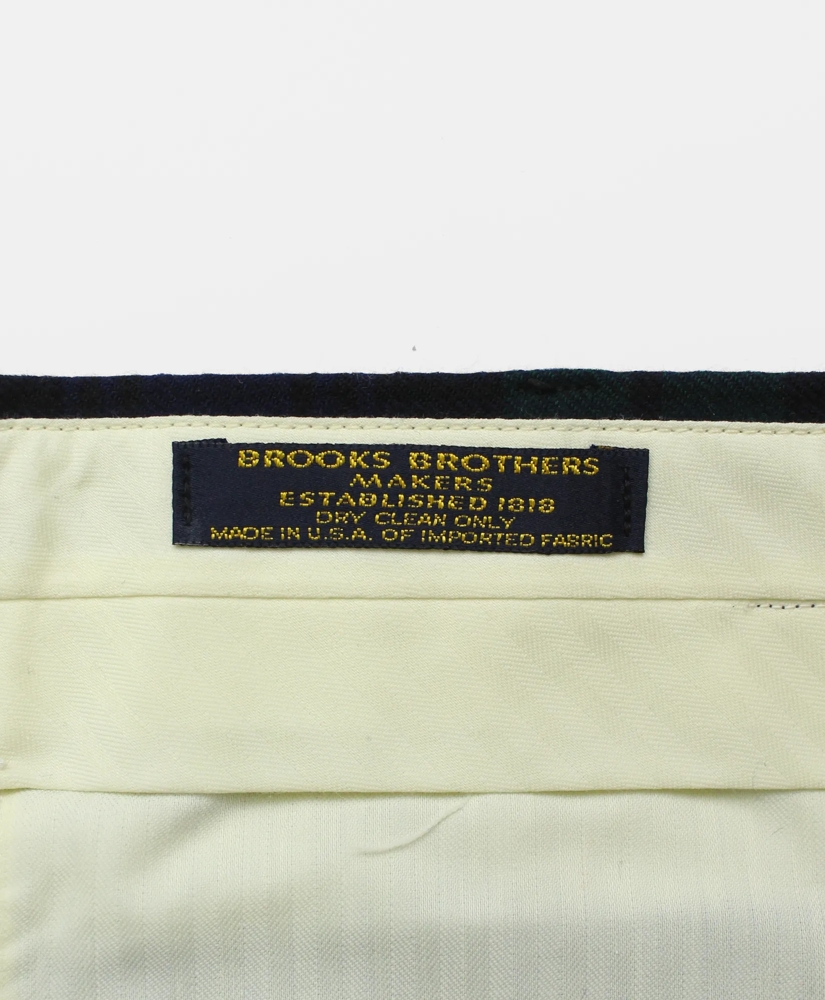 BROOKS BROTHERS
MAKERS
ESTABLISHED 1818
DRY CLEAN ONLY
MADE IN U.S.A. OF IMPORTED FABRIC